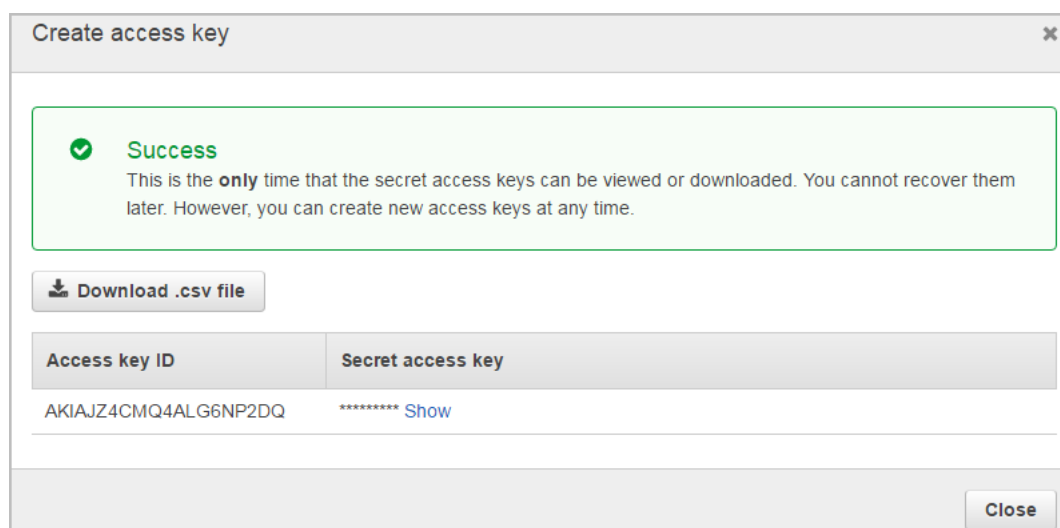 Create access key
Success
This is the only time that the secret access keys can be viewed or downloaded. You cannot recover them
later. However, you can create new access keys at any time.
Download .csv file
Access key ID Secret access key
AKIAJZ4CMQ4ALG6NP2DQ ********* Show
Close